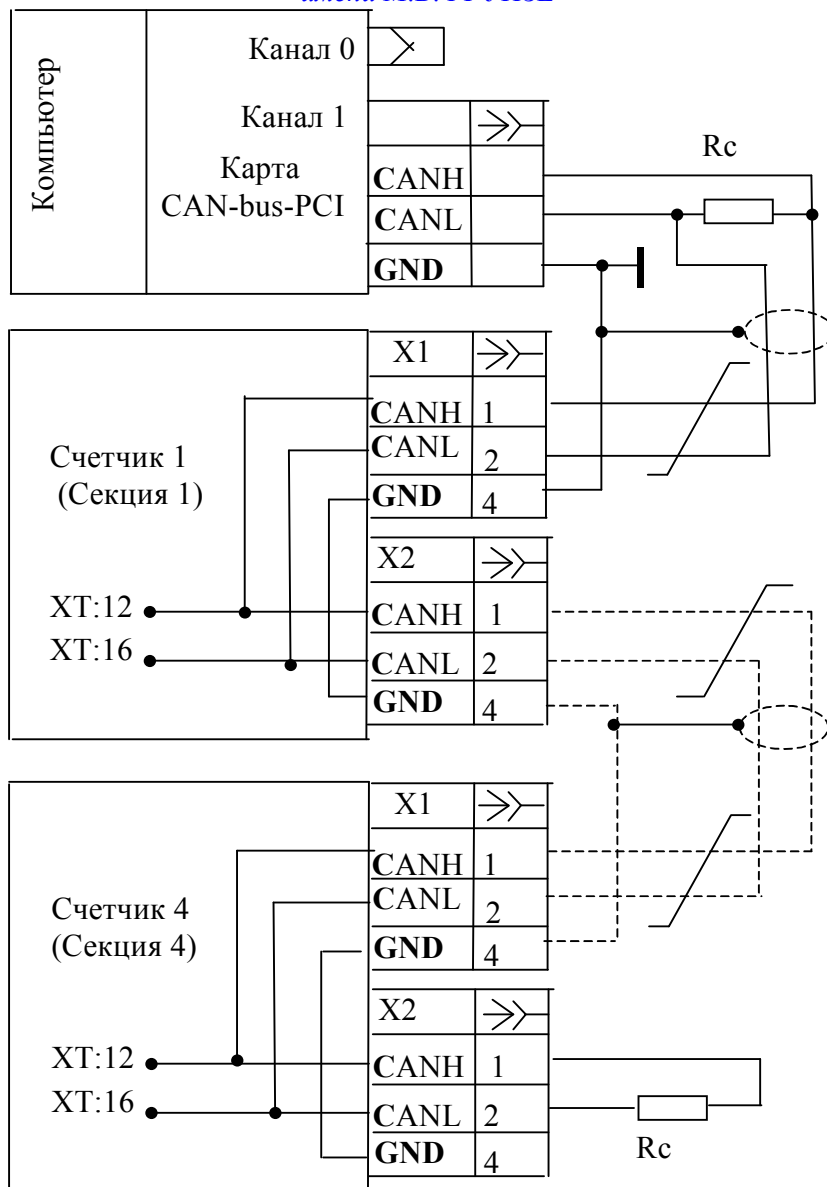 Компьютер
Канал 0
Канал 1
Карта
CAN-bus-PCI
CANH
CANL
GND
Rc
X1
CANH 1
CANL 2
GND 4
Счетчик 1
(Секция 1)
X2
XT:12
CANH 1
XT:16
CANL 2
GND 4
X1
CANH 1
CANL 2
GND 4
Счетчик 4
(Секция 4)
X2
XT:12
CANH 1
XT:16
CANL 2
GND 4
Rc